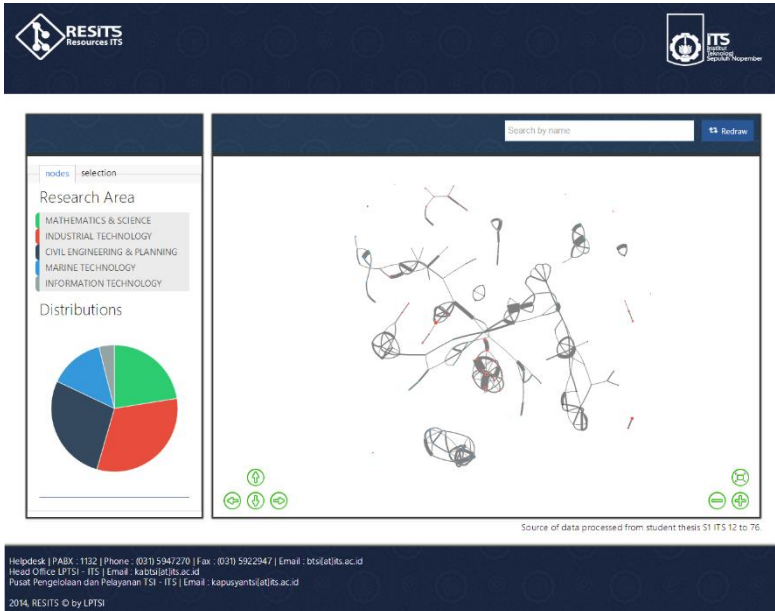 RESITS
Resources ITS
ITS
Institut
Teknologi
Sepuluh Nopember
Search by name
Redraw
nodes selection
Research Area
MATHEMATICS & SCIENCE
INDUSTRIAL TECHNOLOGY
CIVIL ENGINEERING & PLANNING
MARINE TECHNOLOGY
INFORMATION TECHNOLOGY
Distributions
Source of data processed from student thesis S1 ITS 12 to 76.
Helpdesk | PABX : 1132 | Phone : (031) 5947270 | Fax : (031) 5922947 | Email : btsi[at]its.ac.id
Head Office LPTSI - ITS | Email : kabtsi[at]its.ac.id
Pusat Pengelolaan dan Pelayanan TSI - ITS | Email : kapusyantsi[at]its.ac.id
2014, RESITS © by LPTSI